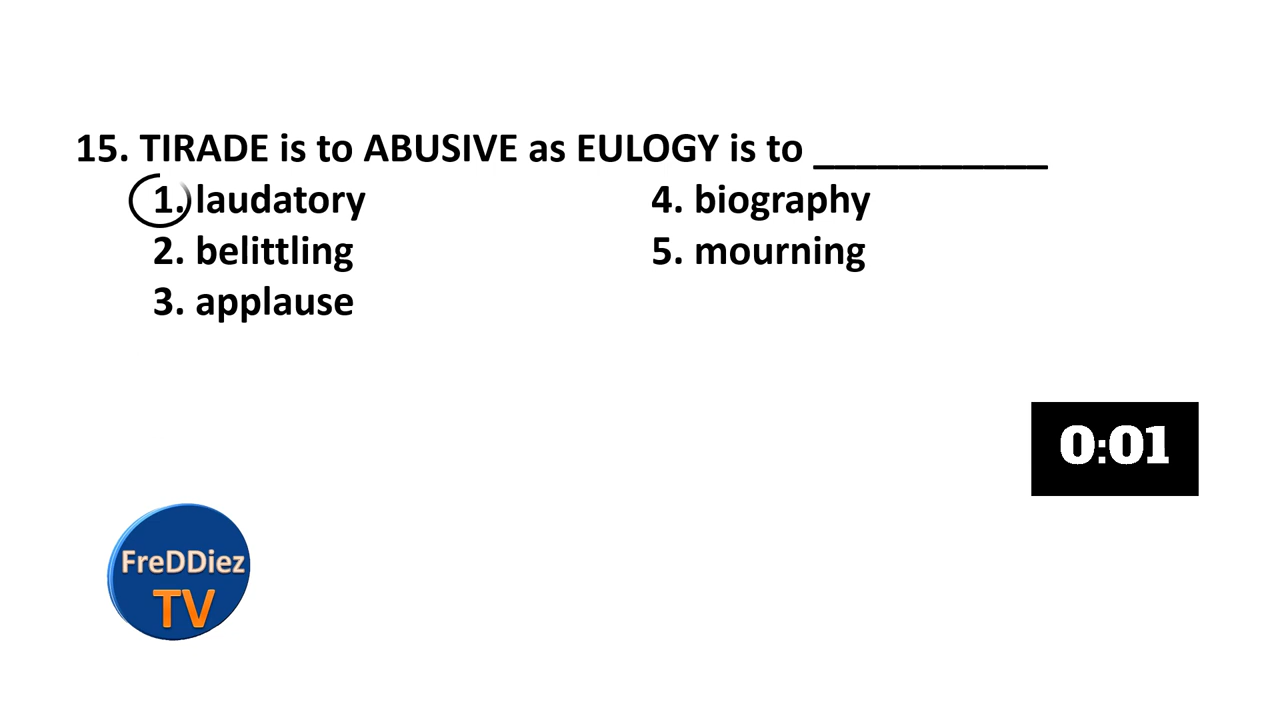 15. TIRADE is to ABUSIVE as EULOGY is to ___________
1. laudatory
4. biography
2. belittling
5. mourning
3. applause
0:01
FreDDiez
TV